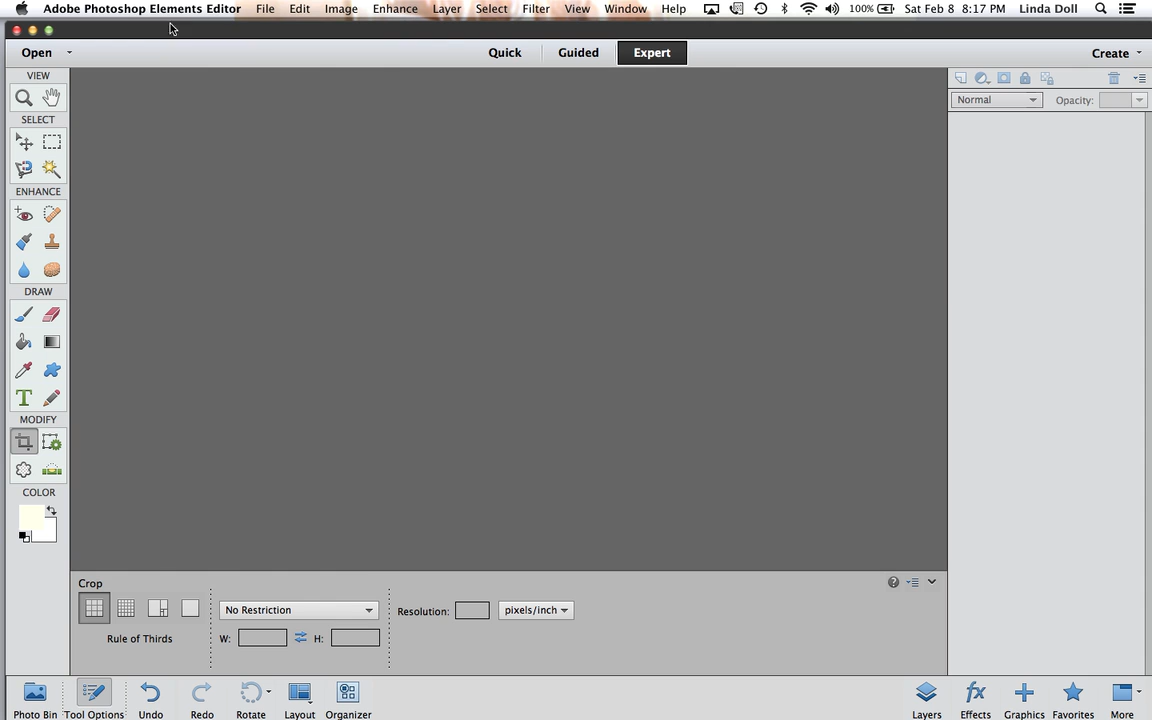 Adobe Photoshop Elements Editor File Edit Image Enhance Layer Select Filter View Window Help 100% Sat Feb 8 8:17 PM Linda Doll
Open Quick Guided Expert Create
VIEW
Normal Opacity:
SELECT
ENHANCE
DRAW
T
MODIFY
COLOR
Crop
No Restriction Resolution: pixels/inch
Rule of Thirds W: H:
Photo Bin Tool Options Undo Redo Rotate Layout Organizer Layers Effects Graphics Favorites More